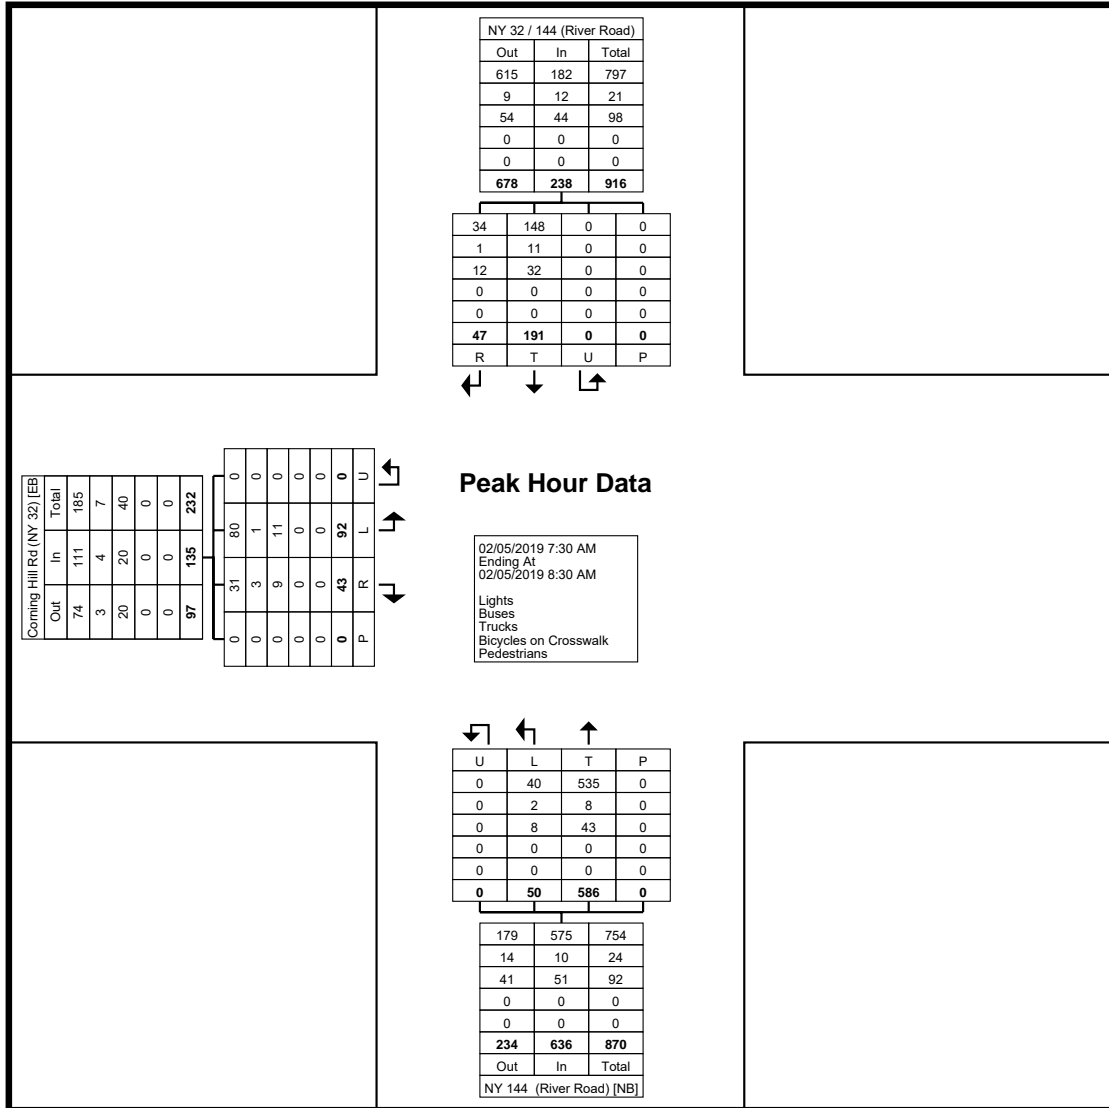 NY 32 / 144 (River Road)
Out In Total
615 182 797
9 12 21
54 44 98
0 0 0
0 0 0
678 238 916
34 148 0 0
1 11 0 0
12 32 0 0
0 0 0 0
0 0 0 0
47 191 0 0
R T U P
Corning Hill Rd (NY 32) [EB
Out In Total
74 111 185
3 4 7
20 20 40
0 0 0
0 0 0
97 135 232
0 31 80 0
0 3 1 0
0 9 11 0
0 0 0 0
0 0 0 0
0 43 92 0
P R L U
Peak Hour Data
02/05/2019 7:30 AM
Ending At
02/05/2019 8:30 AM
Lights
Buses
Trucks
Bicycles on Crosswalk
Pedestrians
U L T P
0 40 535 0
0 2 8 0
0 8 43 0
0 0 0 0
0 0 0 0
0 50 586 0
179 575 754
14 10 24
41 51 92
0 0 0
0 0 0
234 636 870
Out In Total
NY 144 (River Road) [NB]